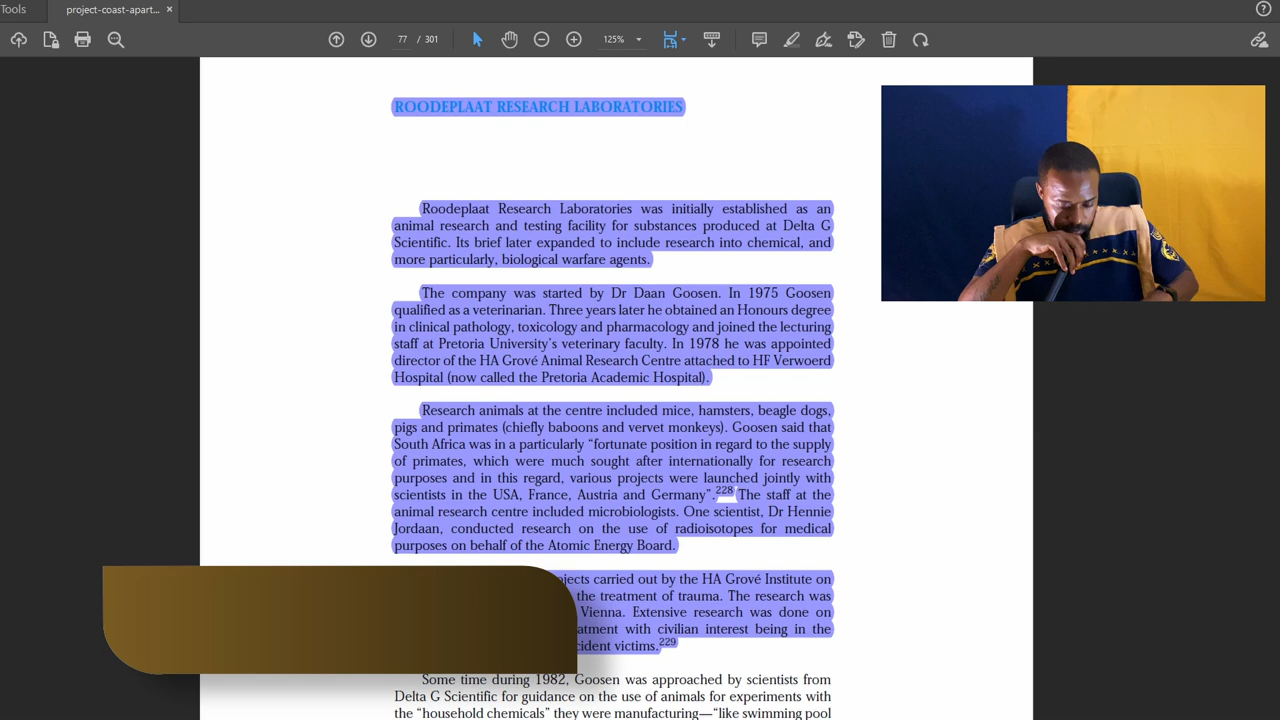 Tools
project-coast-apart... ×
77 / 301
125%
ROODEPLAAT RESEARCH LABORATORIES
Roodeplaat Research Laboratories was initially established as an
animal research and testing facility for substances produced at Delta G
Scientific. Its brief later expanded to include research into chemical, and
more particularly, biological warfare agents.
The company was started by Dr Daan Goosen. In 1975 Goosen
qualified as a veterinarian. Three years later he obtained an Honours degree
in clinical pathology, toxicology and pharmacology and joined the lecturing
staff at Pretoria University's veterinary faculty. In 1978 he was appointed
director of the HA Grové Animal Research Centre attached to HF Verwoerd
Hospital (now called the Pretoria Academic Hospital).
Research animals at the centre included mice, hamsters, beagle dogs,
pigs and primates (chiefly baboons and vervet monkeys). Goosen said that
South Africa was in a particularly “fortunate position in regard to the supply
of primates, which were much sought after internationally for research
purposes and in this regard, various projects were launched jointly with
scientists in the USA, France, Austria and Germany”.228 The staff at the
animal research centre included microbiologists. One scientist, Dr Hennie
Jordaan, conducted research on the use of radioisotopes for medical
purposes on behalf of the Atomic Energy Board.
ojects carried out by the HA Grové Institute on
the treatment of trauma. The research was
Vienna. Extensive research was done on
atment with civilian interest being in the
cident victims.229
Some time during 1982, Goosen was approached by scientists from
Delta G Scientific for guidance on the use of animals for experiments with
the “household chemicals” they were manufacturing—“like swimming pool